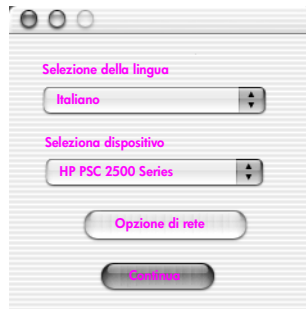 Selezione della lingua
Italiano
Seleziona dispositivo
HP PSC 2500 Series
Opzione di rete
Continua